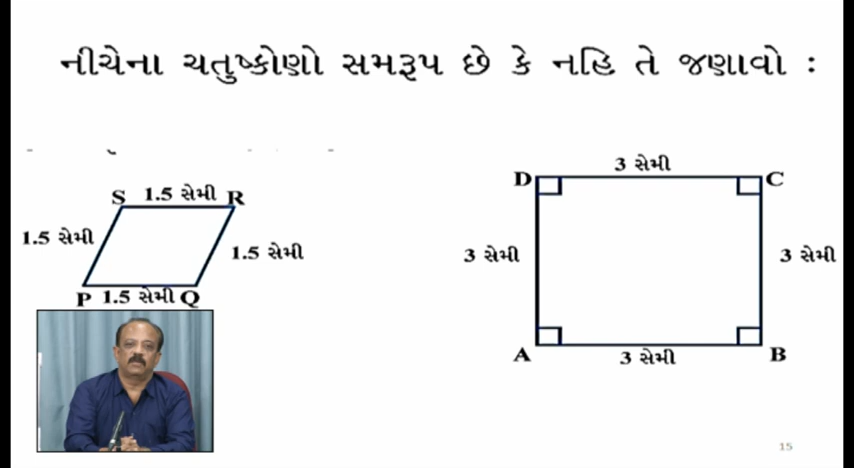 નીચેના ચતુષ્કોણો સમરૂપ છે કે નહિ તે જણાવો :
S 1.5 સેમી R
1.5 સેમી
1.5 સેમી
P 1.5 સેમી Q
3 સેમી
D C
3 સેમી
3 સેમી
A B
3 સેમી
15